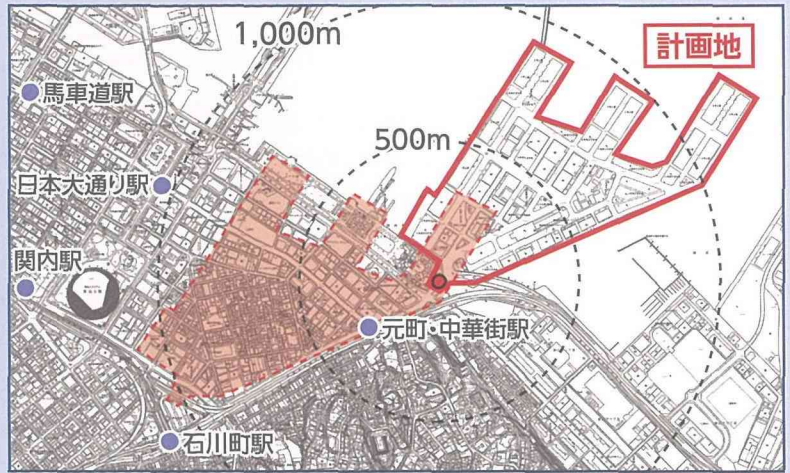 1,000m
計画地
馬車道駅
500m
日本大通り駅
関内駅
元町・中華街駅
石川町駅